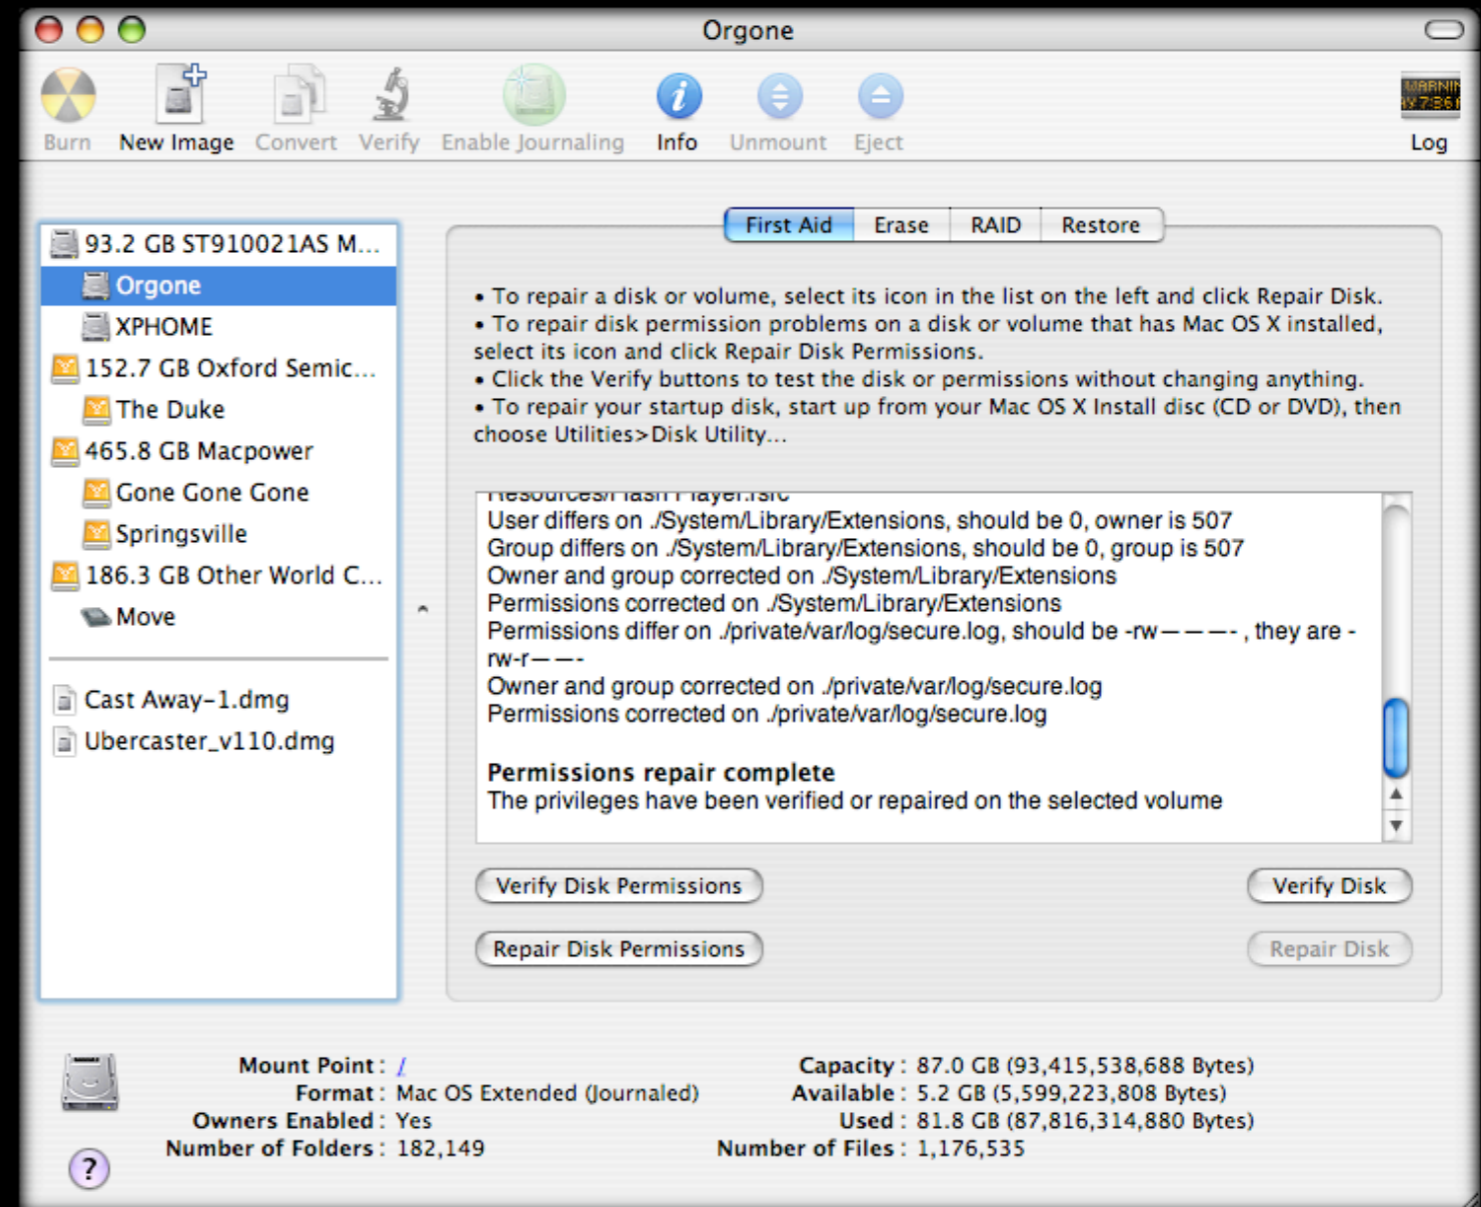 Orgone
Burn New Image Convert Verify Enable Journaling Info Unmount Eject Log
WARNIN
7:86
93.2 GB ST910021AS M...
Orgone
XPHOME
152.7 GB Oxford Semic...
The Duke
465.8 GB Macpower
Gone Gone Gone
Springsville
186.3 GB Other World C...
Move
Cast Away-1.dmg
Ubercaster_v110.dmg
First Aid Erase RAID Restore
• To repair a disk or volume, select its icon in the list on the left and click Repair Disk.
• To repair disk permission problems on a disk or volume that has Mac OS X installed,
select its icon and click Repair Disk Permissions.
• Click the Verify buttons to test the disk or permissions without changing anything.
• To repair your startup disk, start up from your Mac OS X Install disc (CD or DVD), then
choose Utilities>Disk Utility...
Resources/Flash Player.rsrc
User differs on ./System/Library/Extensions, should be 0, owner is 507
Group differs on ./System/Library/Extensions, should be 0, group is 507
Owner and group corrected on ./System/Library/Extensions
Permissions corrected on ./System/Library/Extensions
Permissions differ on ./private/var/log/secure.log, should be -rw— — —- , they are -
rw-r— —-
Owner and group corrected on ./private/var/log/secure.log
Permissions corrected on ./private/var/log/secure.log
Permissions repair complete
The privileges have been verified or repaired on the selected volume
Verify Disk Permissions Verify Disk
Repair Disk Permissions Repair Disk
Mount Point : /
Format : Mac OS Extended (Journaled)
Owners Enabled : Yes
Number of Folders : 182,149
Capacity : 87.0 GB (93,415,538,688 Bytes)
Available : 5.2 GB (5,599,223,808 Bytes)
Used : 81.8 GB (87,816,314,880 Bytes)
Number of Files : 1,176,535
?